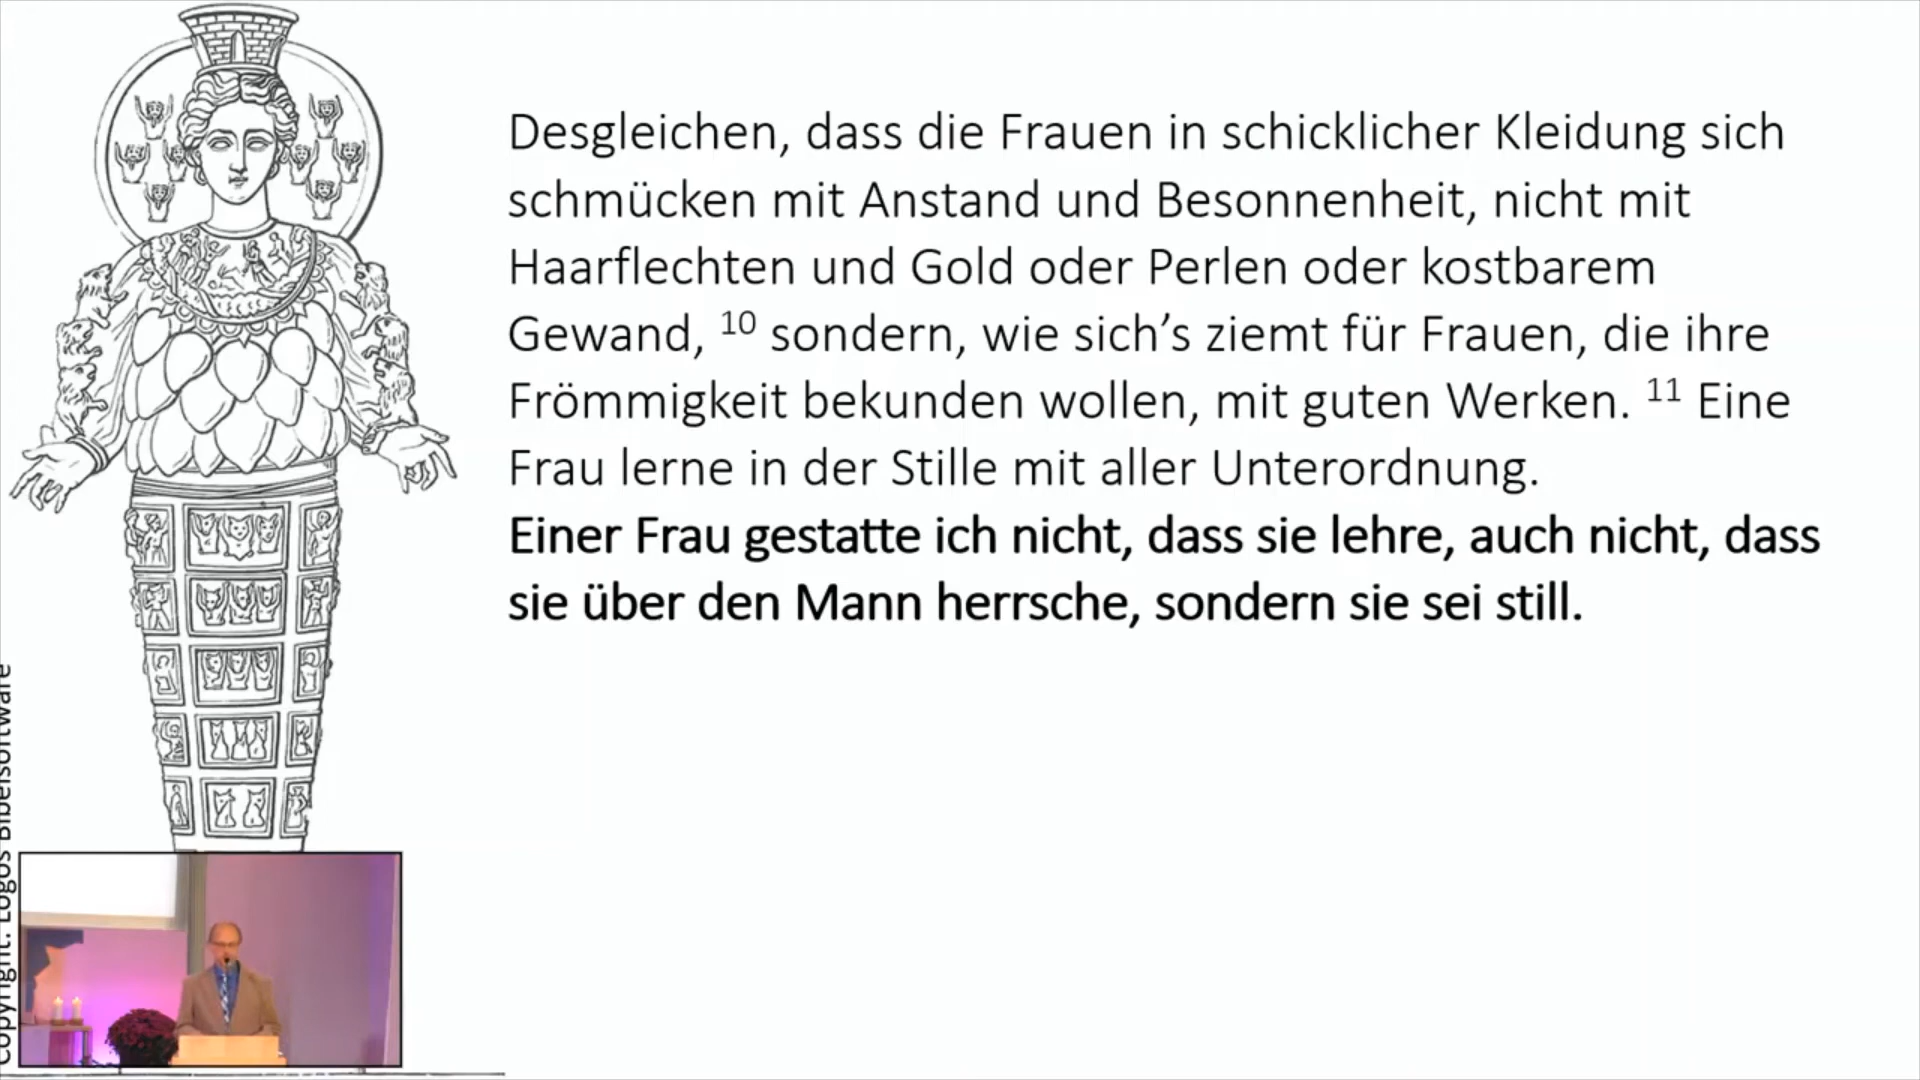 Desgleichen, dass die Frauen in schicklicher Kleidung sich
schmücken mit Anstand und Besonnenheit, nicht mit
Haarflechten und Gold oder Perlen oder kostbarem
Gewand, ¹⁰ sondern, wie sich’s ziemt für Frauen, die ihre
Frömmigkeit bekunden wollen, mit guten Werken. ¹¹ Eine
Frau lerne in der Stille mit aller Unterordnung.
Einer Frau gestatte ich nicht, dass sie lehre, auch nicht, dass
sie über den Mann herrsche, sondern sie sei still.
Copyright: Logos Bibelsoftware